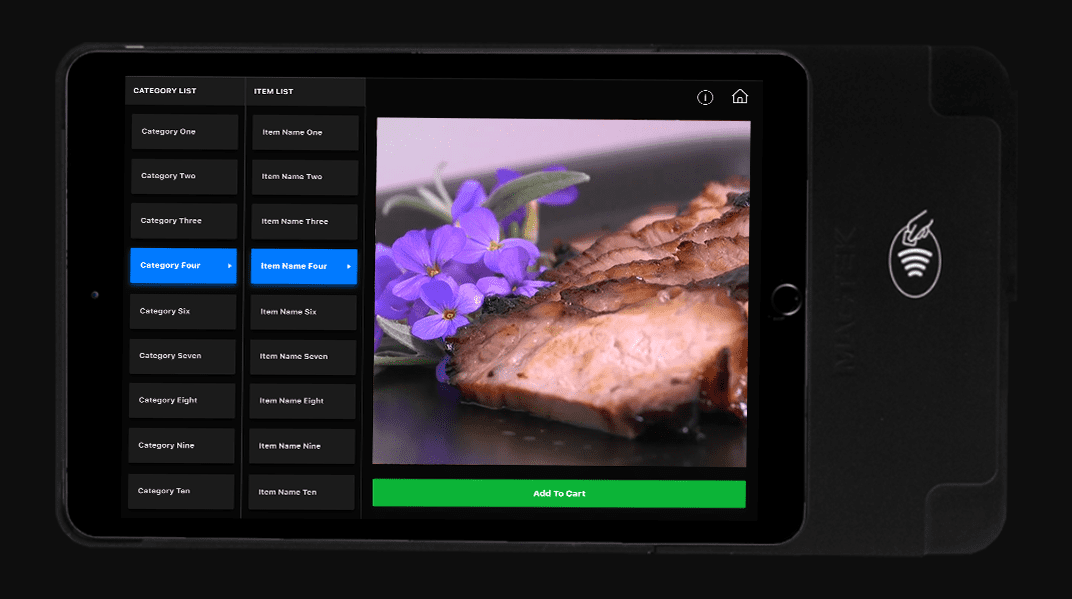 CATEGORY LIST
Category One
Category Two
Category Three
Category Four
Category Six
Category Seven
Category Eight
Category Nine
Category Ten
ITEM LIST
Item Name One
Item Name Two
Item Name Three
Item Name Four
Item Name Six
Item Name Seven
Item Name Eight
Item Name Nine
Item Name Ten
Add To Cart